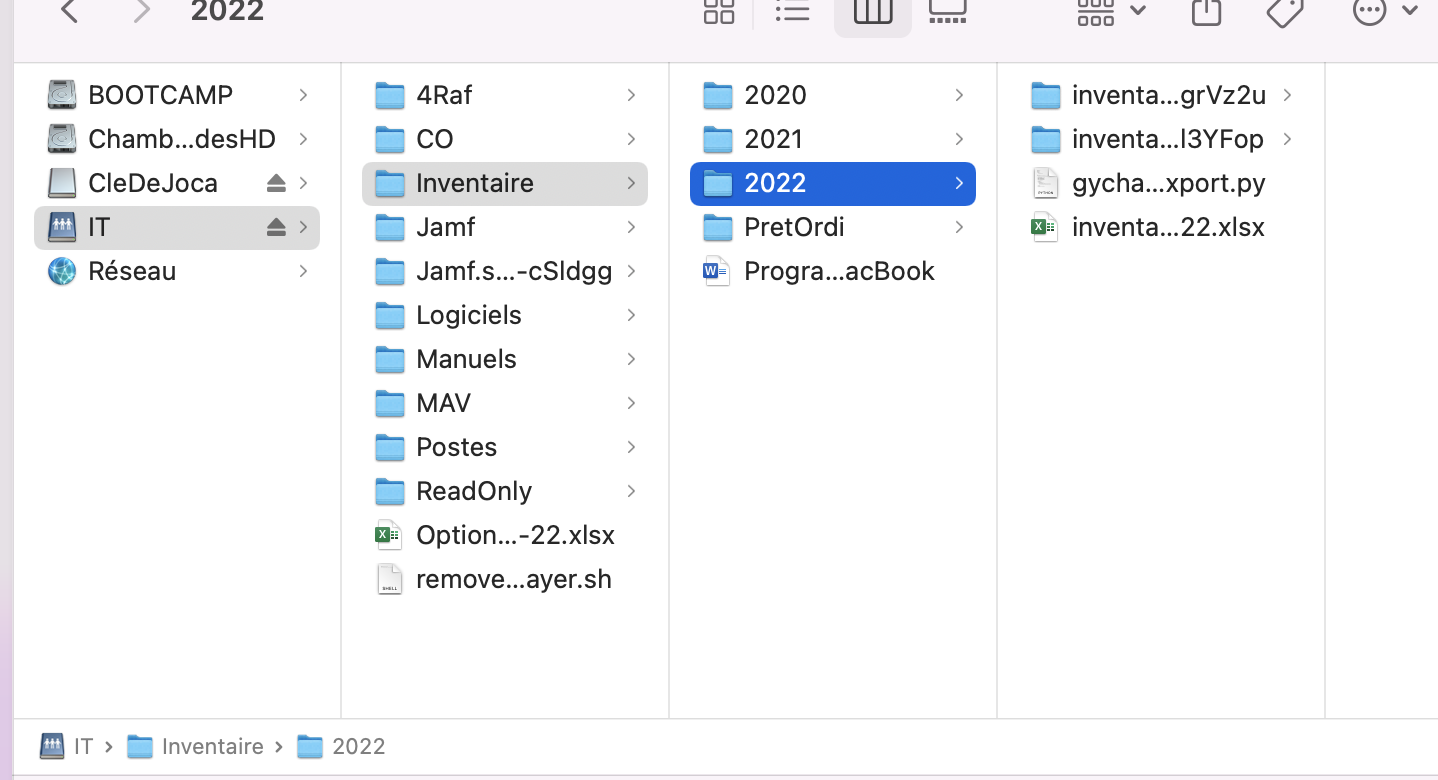 2022
BOOTCAMP
Chamb...desHD
CleDeJoca
IT
Réseau
4Raf
CO
Inventaire
Jamf
Jamf.s...-cSldgg
Logiciels
Manuels
MAV
Postes
ReadOnly
Option...-22.xlsx
remove...ayer.sh
SHELL
2020
2021
2022
PretOrdi
Progra...acBook
inventa...grVz2u
inventa...l3YFop
gycha...xport.py
PYTHON
inventa...22.xlsx
IT > Inventaire > 2022